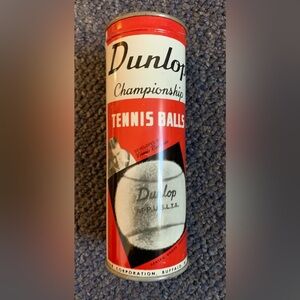 Dunlop
Championship
TENNIS BALLS
Dunlop
CORPORATION, BUFFALO